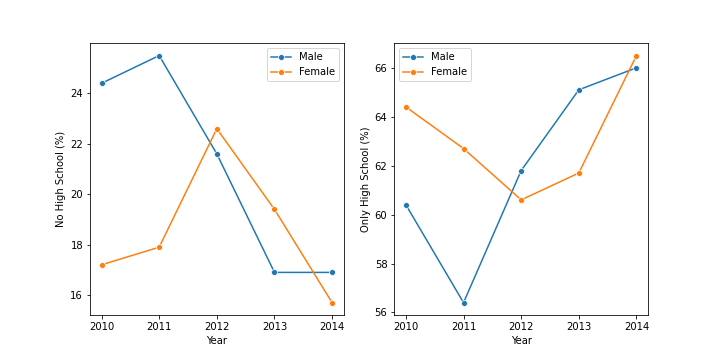 No High School (%)
24
22
20
18
16
2010 2011 2012 2013 2014
Year
Male
Female
Only High School (%)
66
64
62
60
58
56
2010 2011 2012 2013 2014
Year
Male
Female